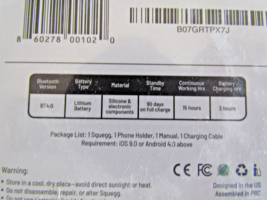 8 60278 00102 0
B07GRTPX7J
Bluetooth Version
Battery Type
Material
Standby Time
Continuous Working Hrs
Battery Charging Hrs
BT4.0
Lithium Battery
Silicone & electronic components
90 days on full charge
15 hours
2 hours
Package List: 1 Squegg, 1 Phone Holder, 1 Manual, 1 Charging Cable
Requirement: iOS 9.0 or Android 4.0 above
CE FC
Warning:
• Store in a cool, dry place—avoid direct sunlight or heat.
• Do not disassemble, repair, or alter Squegg.
Designed in the US
Assembled in PRC